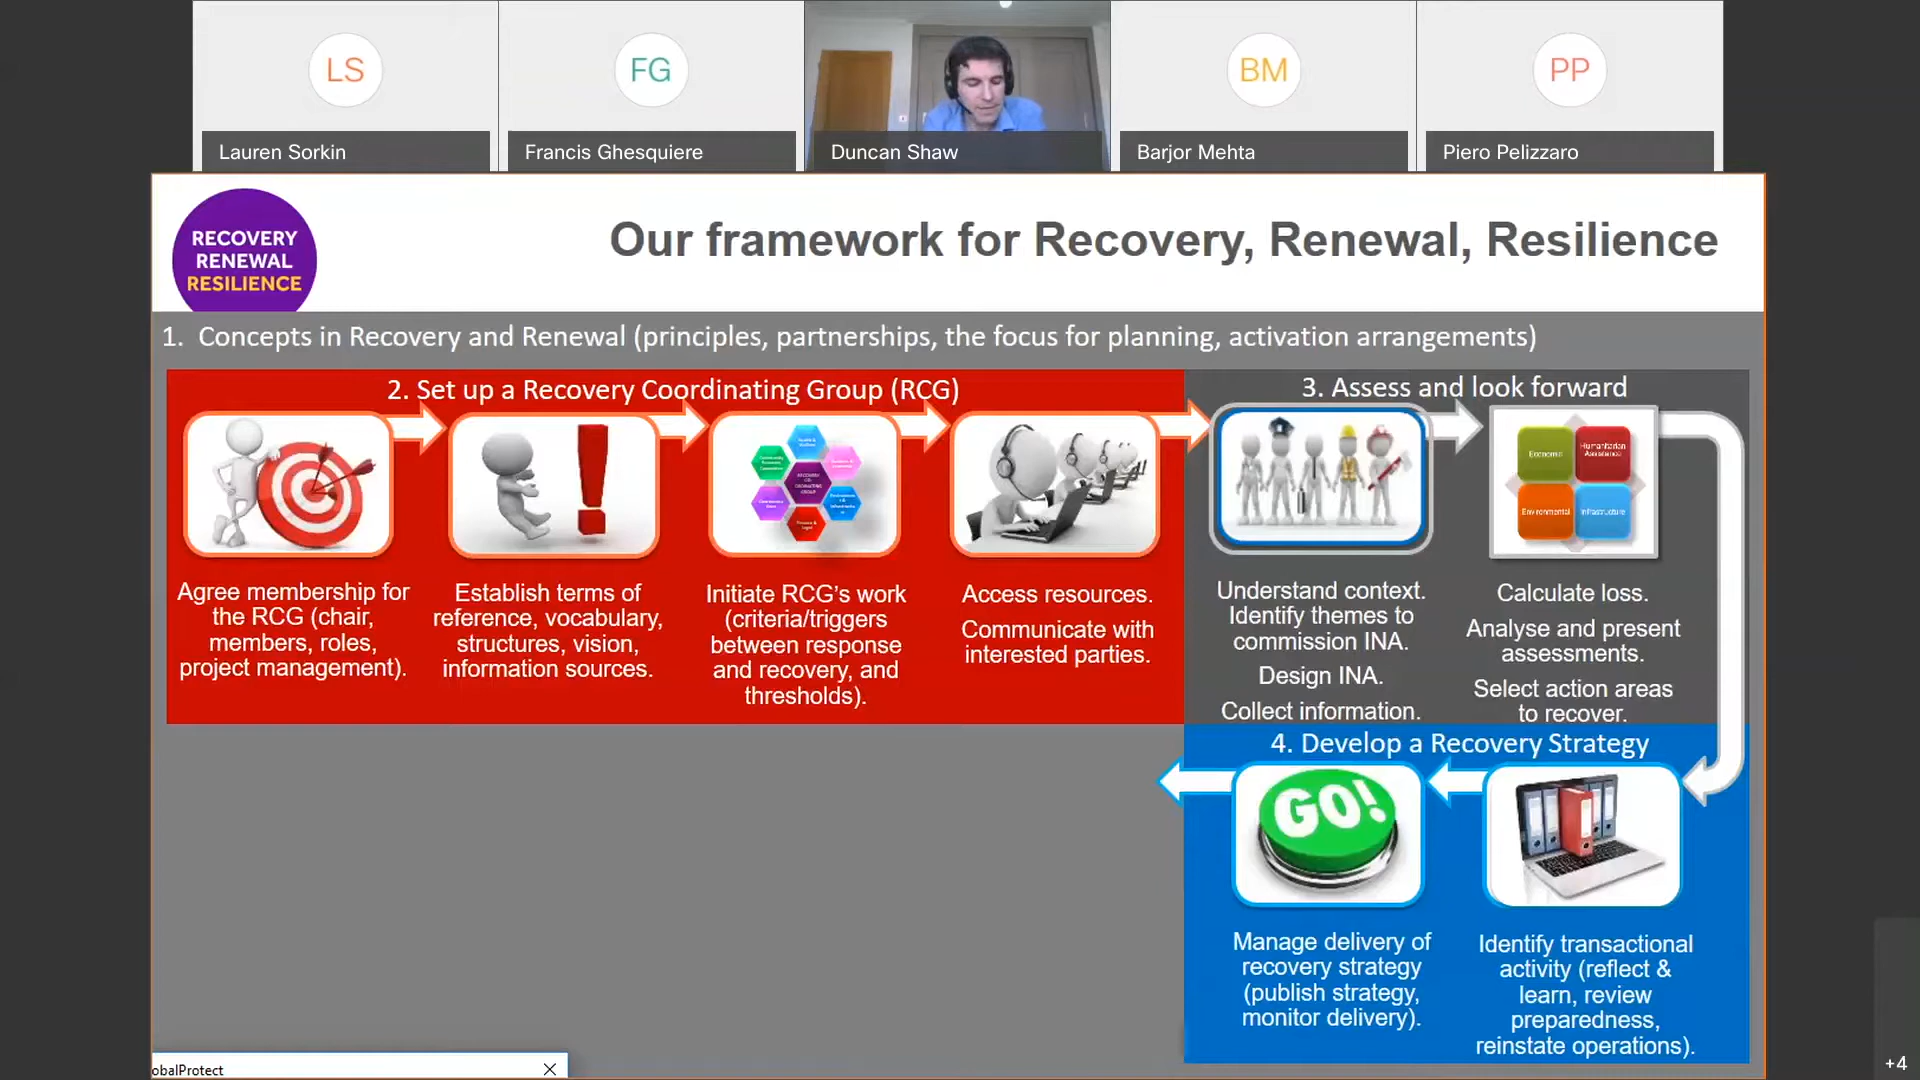 LS
FG
BM
PP
Lauren Sorkin
Francis Ghesquiere
Duncan Shaw
Barjor Mehta
Piero Pelizzaro
RECOVERY
RENEWAL
RESILIENCE
Our framework for Recovery, Renewal, Resilience
1. Concepts in Recovery and Renewal (principles, partnerships, the focus for planning, activation arrangements)
2. Set up a Recovery Coordinating Group (RCG)
Agree membership for
the RCG (chair,
members, roles,
project management).
Establish terms of
reference, vocabulary,
structures, vision,
information sources.
Initiate RCG's work
(criteria/triggers
between response
and recovery, and
thresholds).
Access resources.
Communicate with
interested parties.
3. Assess and look forward
Economic
Humanitarian
Assistance
Environmental
Infrastructure
Understand context.
Identify themes to
commission INA.
Design INA.
Collect information.
Calculate loss.
Analyse and present
assessments.
Select action areas
to recover.
4. Develop a Recovery Strategy
GO!
Manage delivery of
recovery strategy
(publish strategy,
monitor delivery).
Identify transactional
activity (reflect &
learn, review
preparedness,
reinstate operations).
obalProtect
+4